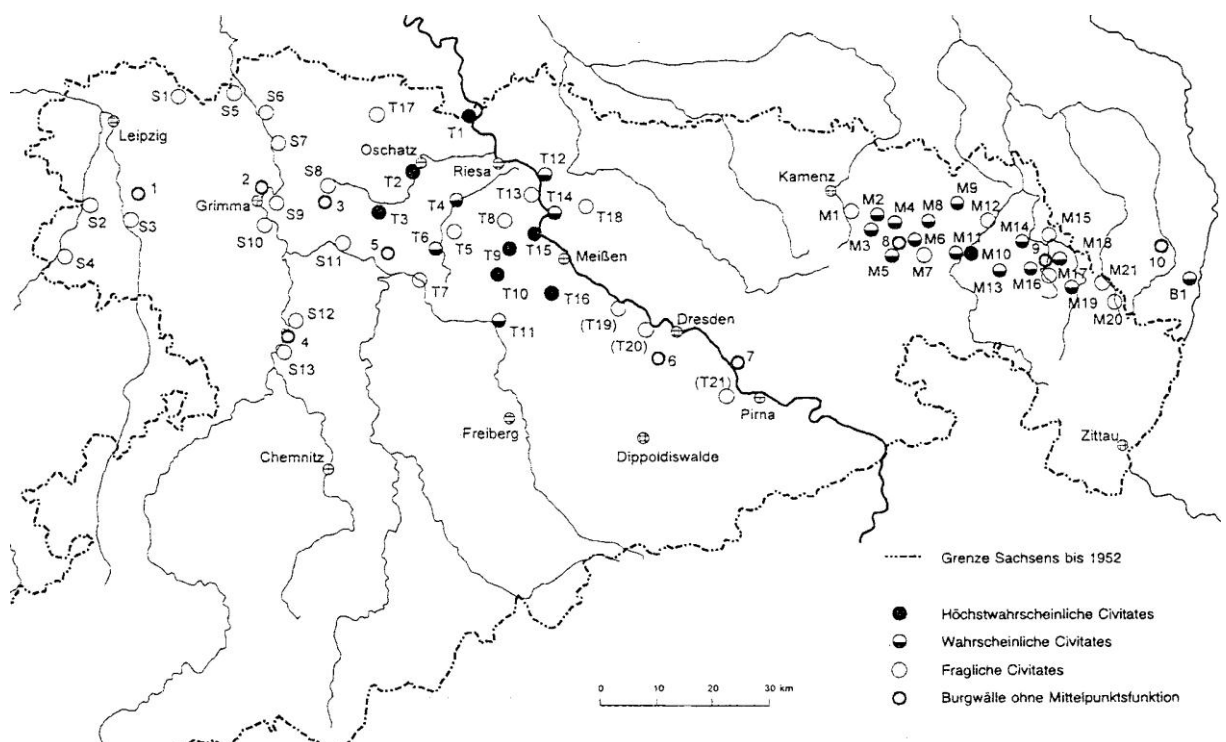 S1
S5
S6
T17
Leipzig
T1
S7
Oschatz
Riesa
T12
Kamenz
M9
1
2
S8
T2
T13
T14
M2
M8
M12
M15
Grimma
S9
3
T3
T4
T8
T18
M1
M4
M14
M18
S2
S3
S10
T6
T5
T15
M3
8
M6
M11
9
10
S4
S11
5
T9
Meißen
M5
M7
M10
M17
M21
T7
T10
T16
M13
M16
M19
B1
M20
S12
T11
(T19)
Dresden
4
(T20)
S13
6
7
(T21)
Pirna
Freiberg
Zittau
Chemnitz
Dippoldiswalde
Grenze Sachsens bis 1952
Höchstwahrscheinliche Civitates
Wahrscheinliche Civitates
Fragliche Civitates
Burgwälle ohne Mittelpunktsfunktion
0 10 20 30 km